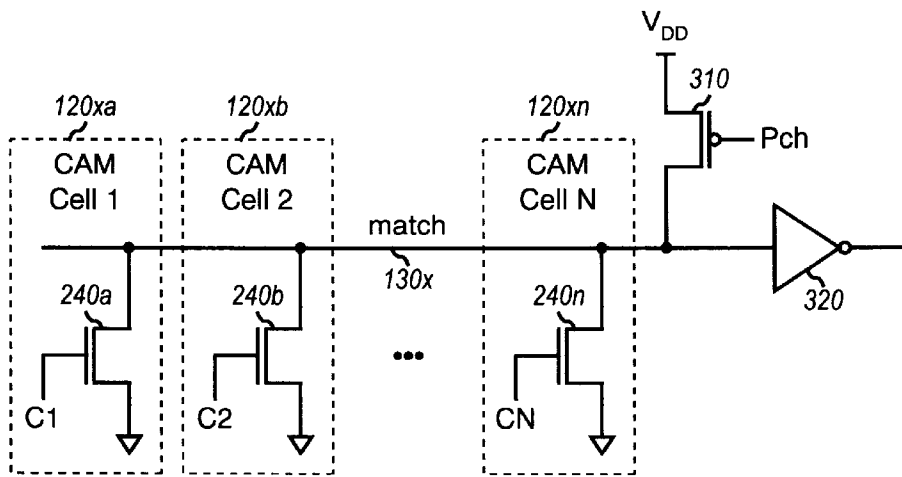 V_DD
310
Pch
120xa
120xb
120xn
CAM
Cell 1
CAM
Cell 2
CAM
Cell N
match
130x
320
240a
240b
240n
•••
C1
C2
CN